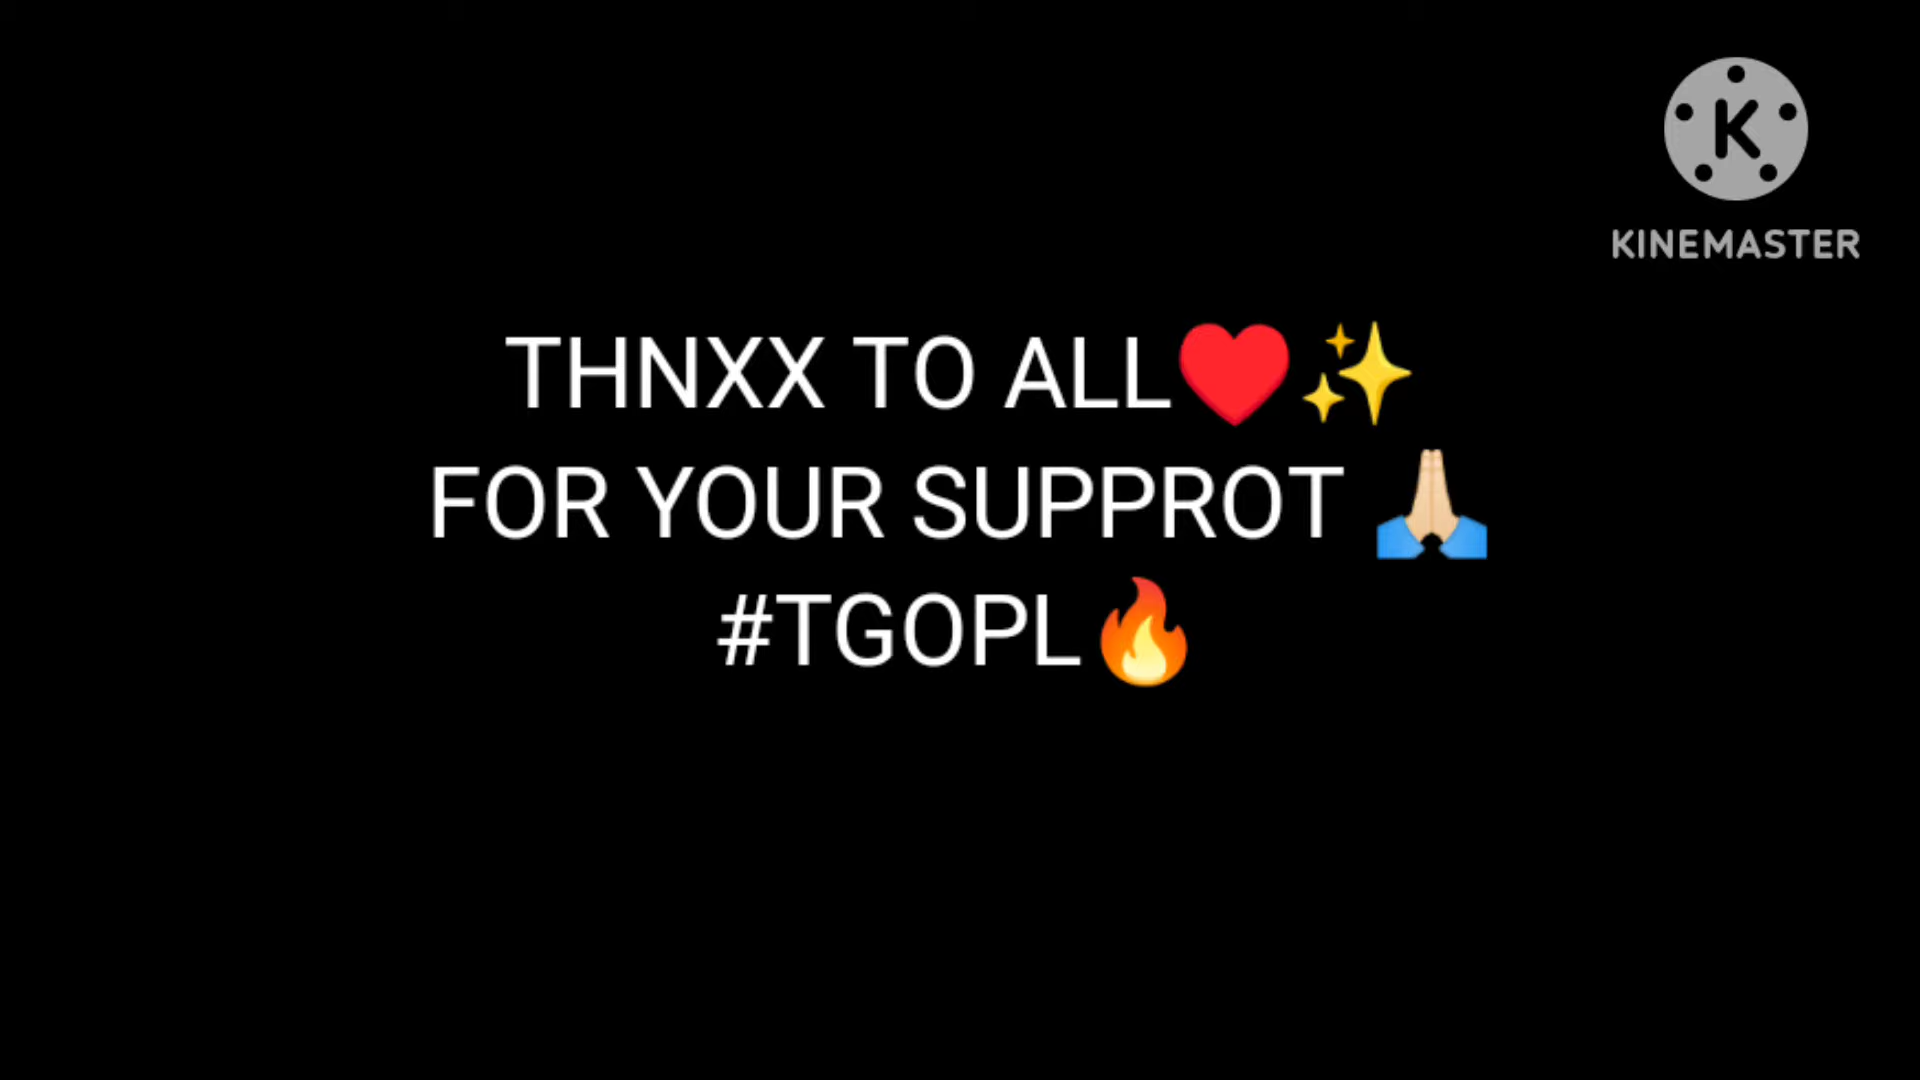 K
KINEMASTER
THNXX TO ALL❤️✨
FOR YOUR SUPPROT 🙏🏻
#TGOPL🔥